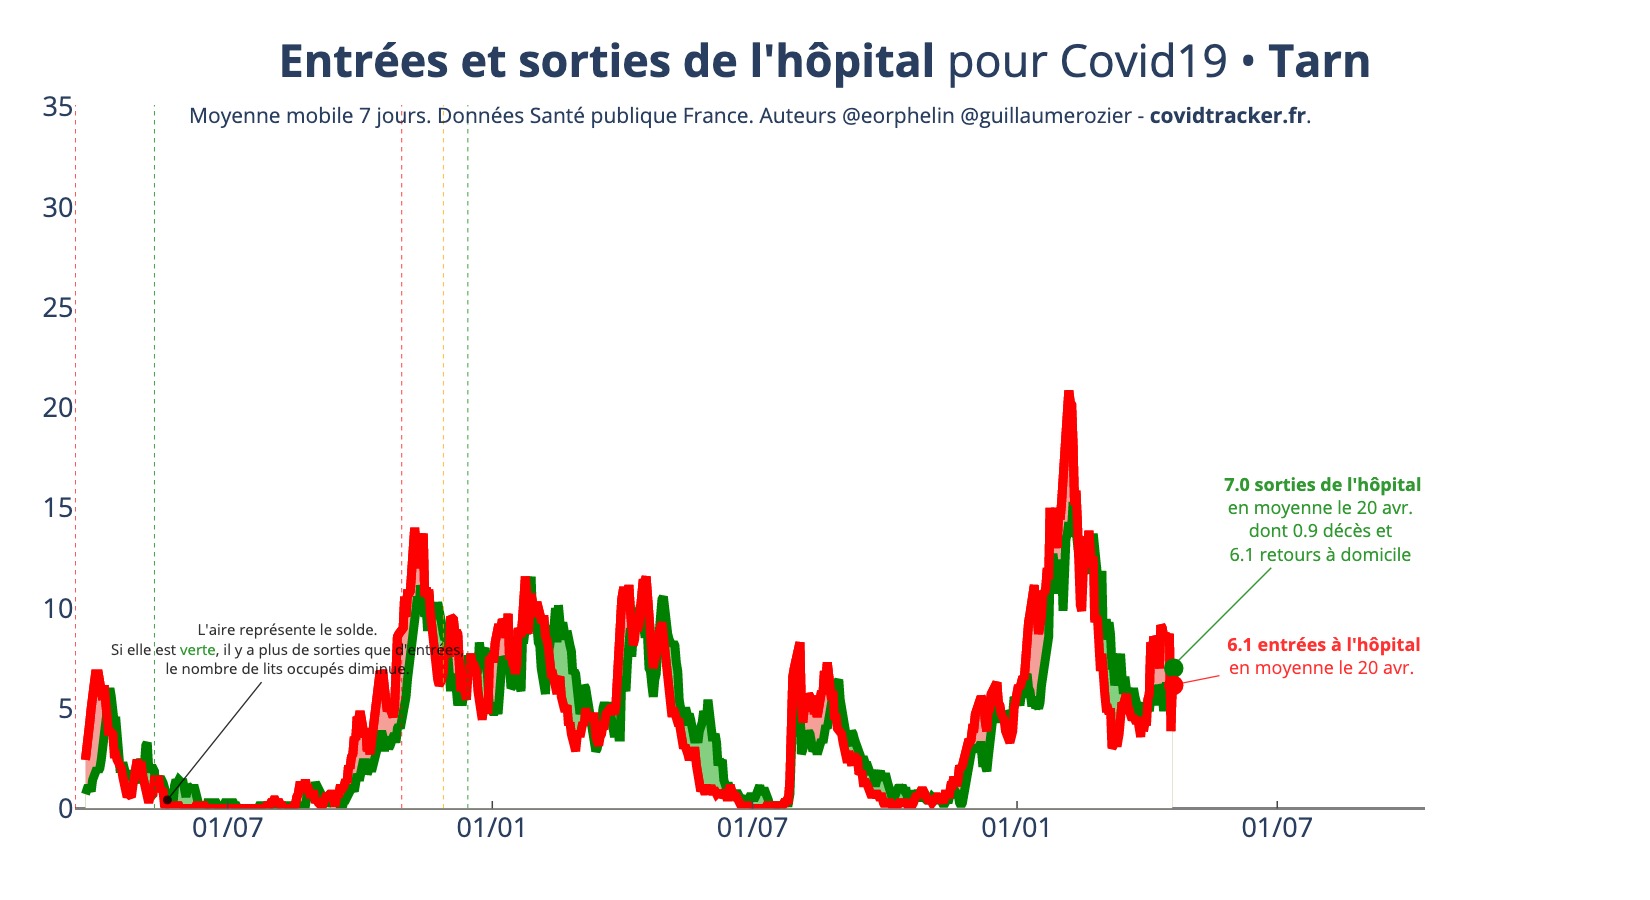 Entrées et sorties de l'hôpital pour Covid19 • Tarn
Moyenne mobile 7 jours. Données Santé publique France. Auteurs @eorphelin @guillaumerozier - covidtracker.fr.
35
30
25
20
15
10
5
0
L'aire représente le solde.
Si elle est verte, il y a plus de sorties que d'entrées,
le nombre de lits occupés diminue.
7.0 sorties de l'hôpital
en moyenne le 20 avr.
dont 0.9 décès et
6.1 retours à domicile
6.1 entrées à l'hôpital
en moyenne le 20 avr.
01/07
01/01
01/07
01/01
01/07